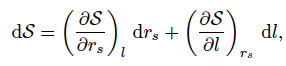 d𝒮 = (∂𝒮/∂r_s)_l dr_s + (∂𝒮/∂l)_{r_s} dl,